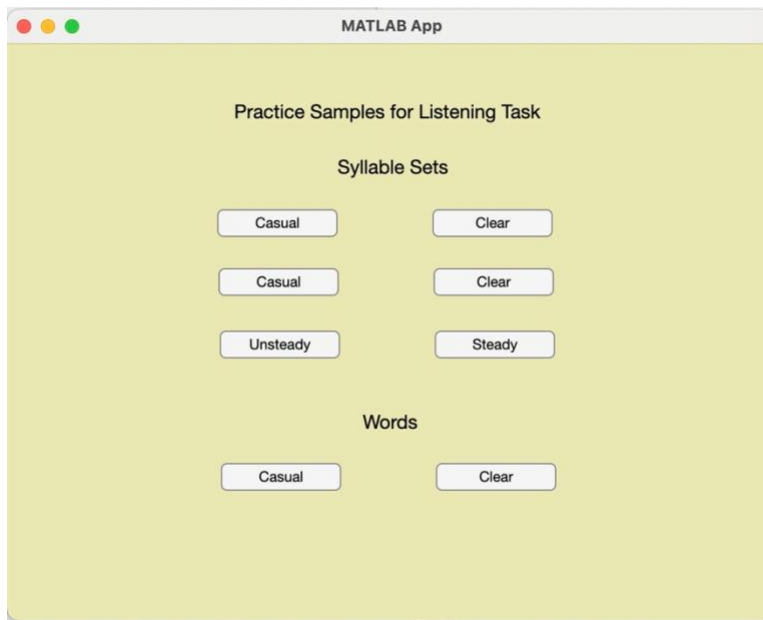 MATLAB App
Practice Samples for Listening Task
Syllable Sets
Casual Clear
Casual Clear
Unsteady Steady
Words
Casual Clear